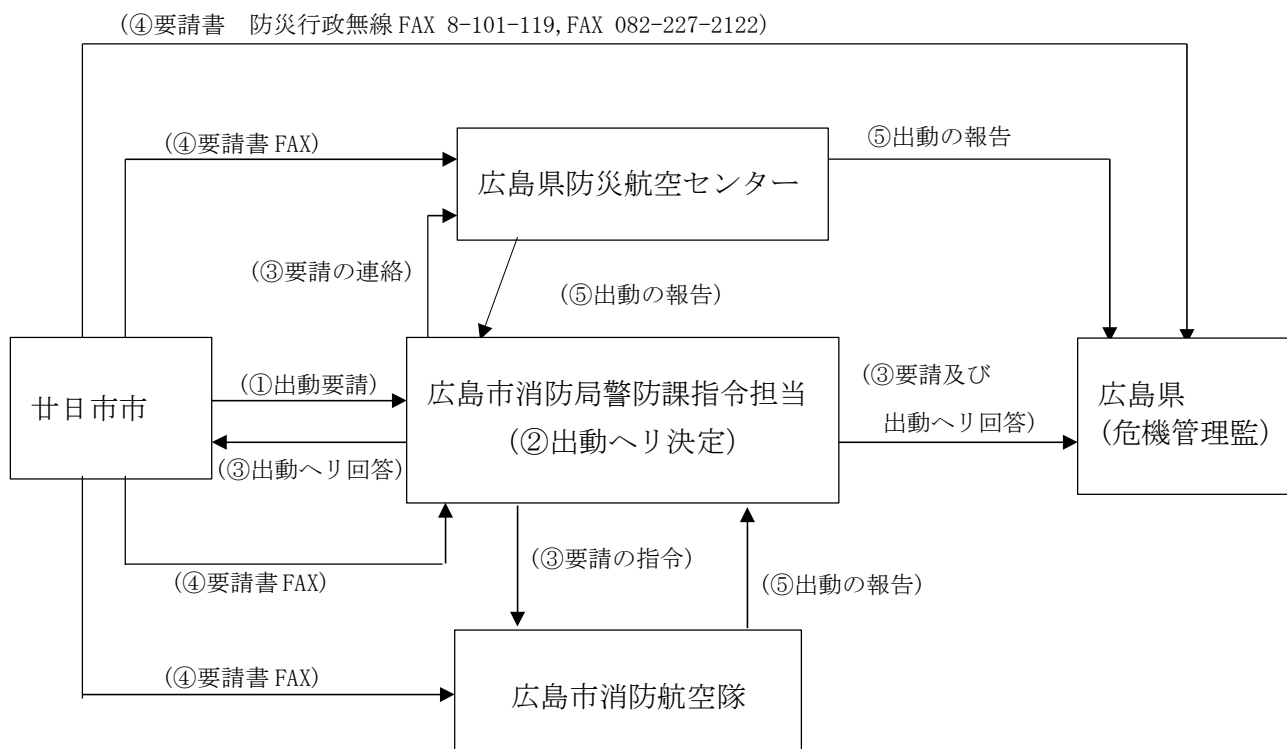 (④要請書　防災行政無線 FAX 8-101-119,FAX 082-227-2122)
(④要請書 FAX)
⑤出動の報告
広島県防災航空センター
(③要請の連絡)
(⑤出動の報告)
廿日市市
(①出動要請)
(③出動ヘリ回答)
広島市消防局警防課指令担当
(②出動ヘリ決定)
(③要請及び
出動ヘリ回答)
広島県
(危機管理監)
(④要請書 FAX)
(③要請の指令)
(⑤出動の報告)
(④要請書 FAX)
広島市消防航空隊